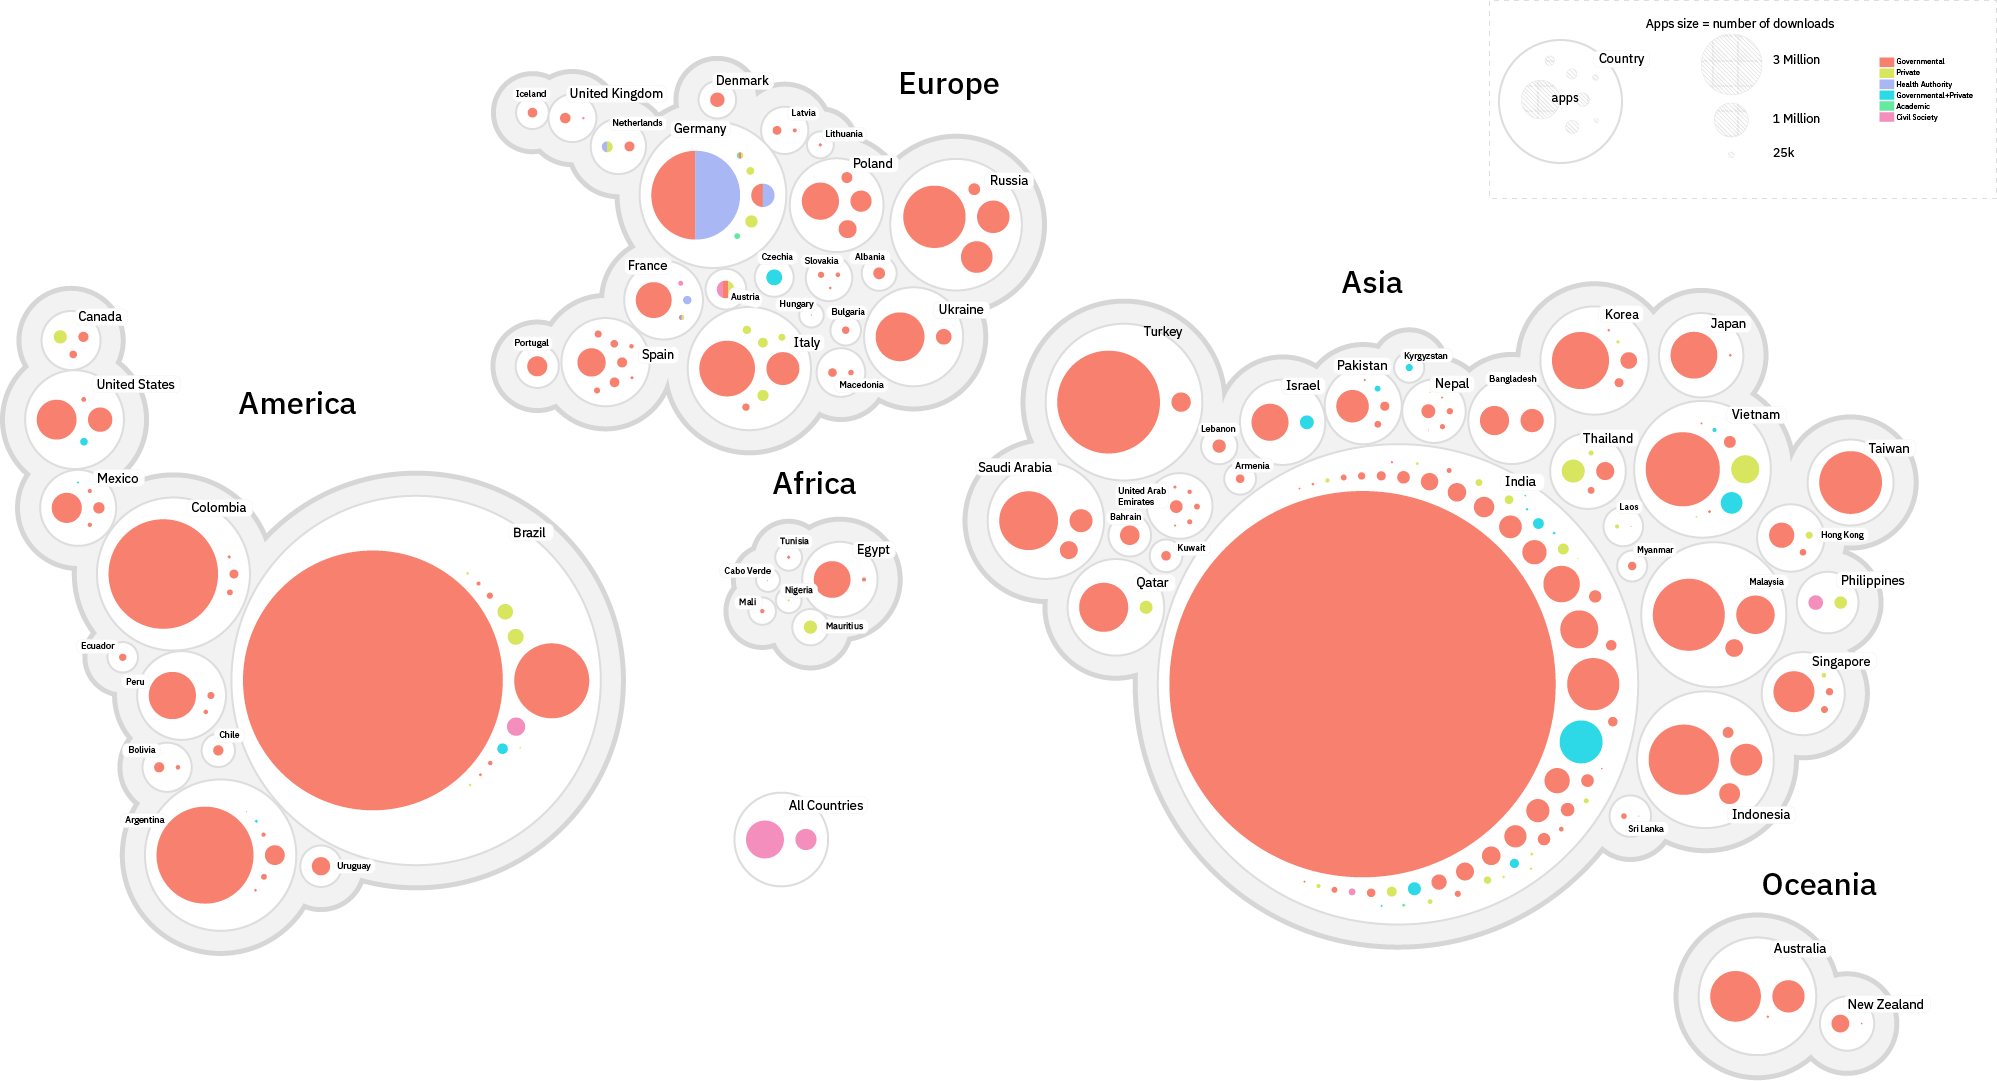 Apps size = number of downloads
Country
apps
3 Million
1 Million
25k
Governmental
Private
Health Authority
Governmental+Private
Academic
Civil Society
Europe
Iceland
United Kingdom
Netherlands
Denmark
Germany
Latvia
Lithuania
Poland
Russia
France
Austria
Czechia
Slovakia
Albania
Hungary
Bulgaria
Ukraine
Portugal
Spain
Italy
Macedonia
America
Canada
United States
Mexico
Colombia
Brazil
Ecuador
Peru
Chile
Bolivia
Argentina
Uruguay
Africa
Tunisia
Egypt
Cabo Verde
Nigeria
Mali
Mauritius
All Countries
Asia
Turkey
Israel
Pakistan
Kyrgyzstan
Nepal
Bangladesh
Korea
Japan
Lebanon
Armenia
Saudi Arabia
United Arab
Emirates
Bahrain
Kuwait
Qatar
India
Thailand
Vietnam
Taiwan
Laos
Hong Kong
Myanmar
Malaysia
Philippines
Singapore
Indonesia
Sri Lanka
Oceania
Australia
New Zealand